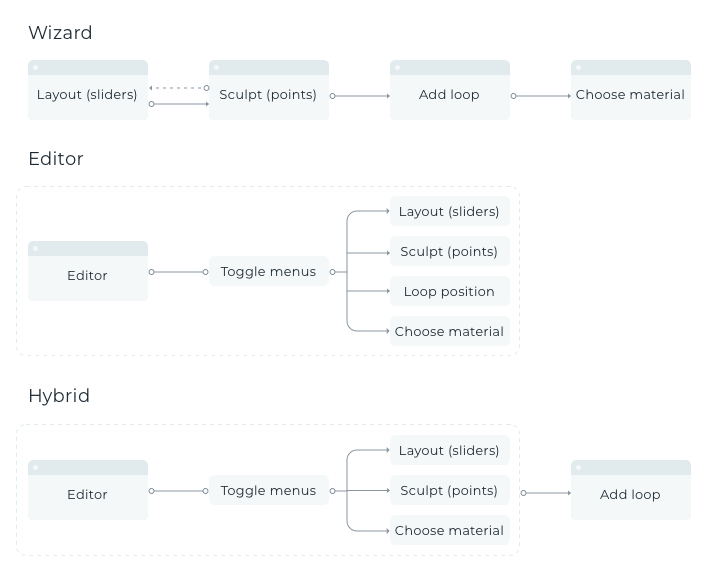 Wizard
Layout (sliders)
Sculpt (points)
Add loop
Choose material
Editor
Editor
Toggle menus
Layout (sliders)
Sculpt (points)
Loop position
Choose material
Hybrid
Editor
Toggle menus
Layout (sliders)
Sculpt (points)
Choose material
Add loop